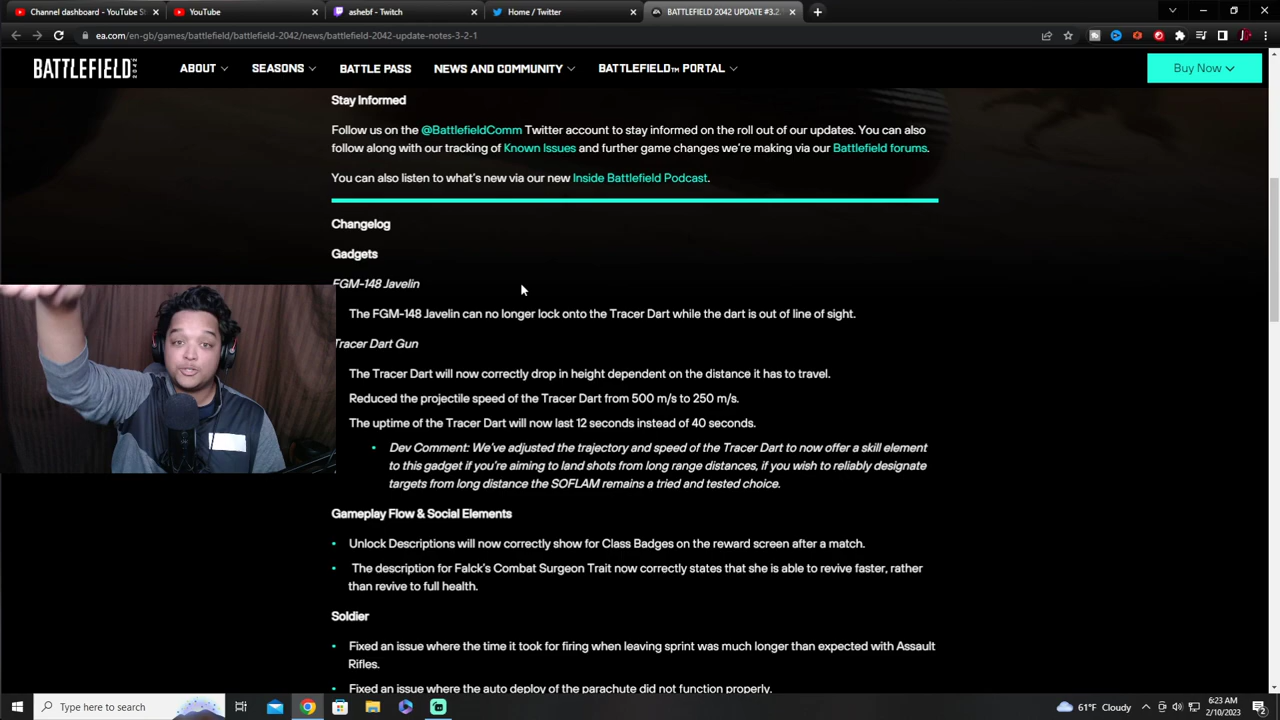 Channel dashboard - YouTube St
YouTube
ashebf - Twitch
Home / Twitter
BATTLEFIELD 2042 UPDATE #3.2.
ea.com/en-gb/games/battlefield/battlefield-2042/news/battlefield-2042-update-notes-3-2-1
BATTLEFIELD 2042
ABOUT
SEASONS
BATTLE PASS
NEWS AND COMMUNITY
BATTLEFIELD™ PORTAL
Buy Now
Stay Informed
Follow us on the @BattlefieldComm Twitter account to stay informed on the roll out of our updates. You can also
follow along with our tracking of Known Issues and further game changes we're making via our Battlefield forums.
You can also listen to what's new via our new Inside Battlefield Podcast.
Changelog
Gadgets
FGM-148 Javelin
The FGM-148 Javelin can no longer lock onto the Tracer Dart while the dart is out of line of sight.
Tracer Dart Gun
The Tracer Dart will now correctly drop in height dependent on the distance it has to travel.
Reduced the projectile speed of the Tracer Dart from 500 m/s to 250 m/s.
The uptime of the Tracer Dart will now last 12 seconds instead of 40 seconds.
• Dev Comment: We've adjusted the trajectory and speed of the Tracer Dart to now offer a skill element
to this gadget if you're aiming to land shots from long range distances, if you wish to reliably designate
targets from long distance the SOFLAM remains a tried and tested choice.
Gameplay Flow & Social Elements
• Unlock Descriptions will now correctly show for Class Badges on the reward screen after a match.
• The description for Falck's Combat Surgeon Trait now correctly states that she is able to revive faster, rather
than revive to full health.
Soldier
• Fixed an issue where the time it took for firing when leaving sprint was much longer than expected with Assault
Rifles.
• Fixed an issue where the auto deploy of the parachute did not function properly.
Type here to search
61°F Cloudy
6:23 AM
2/10/2023
2